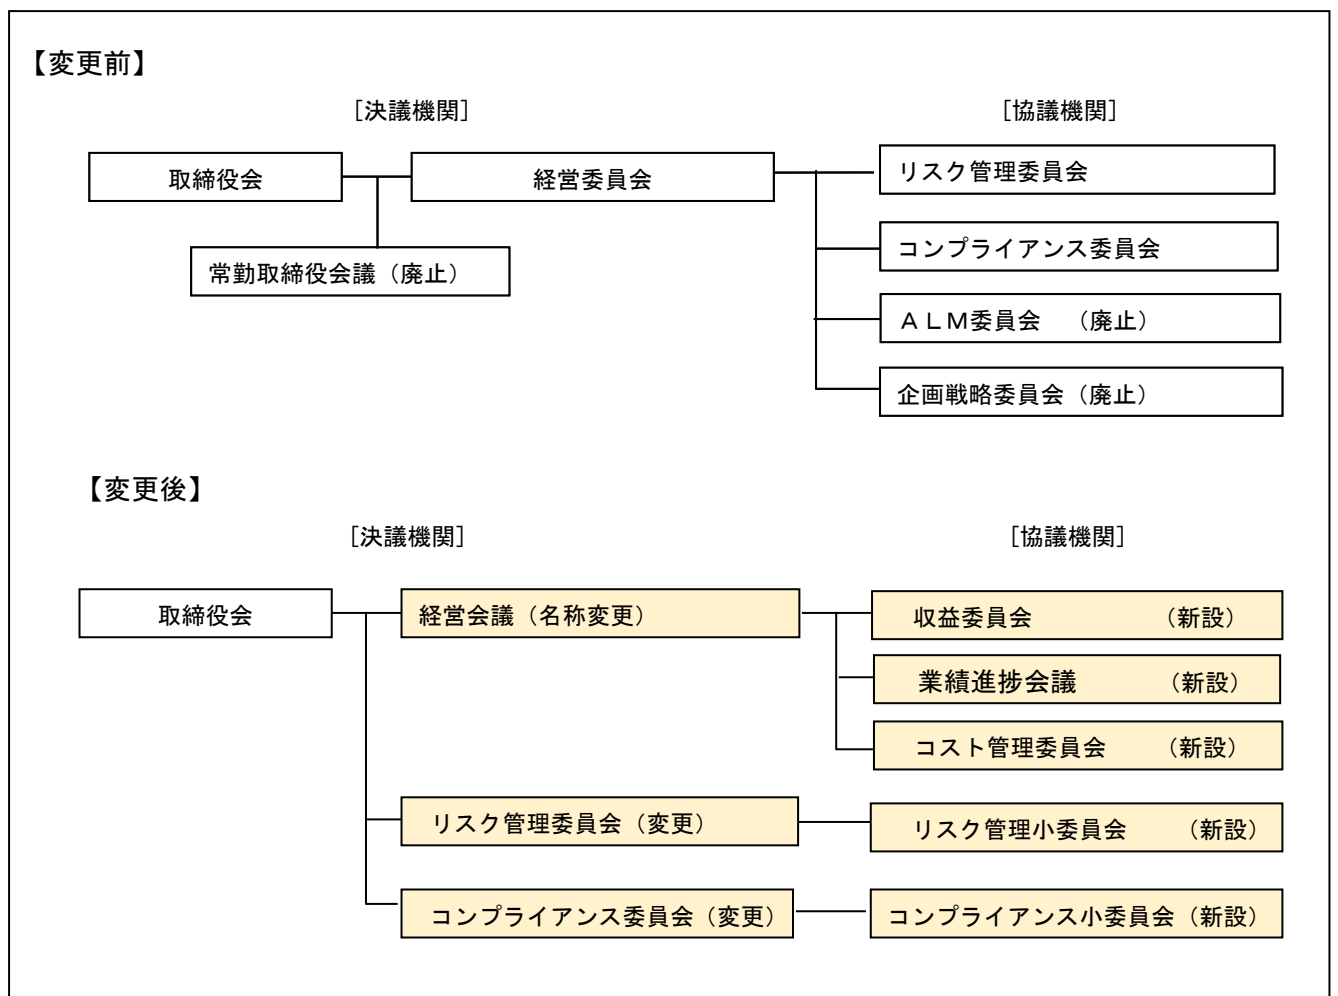 【変更前】
［決議機関］ ［協議機関］
取締役会 経営委員会 リスク管理委員会
コンプライアンス委員会
常勤取締役会議（廃止）
ＡＬＭ委員会　（廃止）
企画戦略委員会（廃止）
【変更後】
［決議機関］ ［協議機関］
取締役会 経営会議（名称変更） 収益委員会 （新設）
業績進捗会議 （新設）
コスト管理委員会 （新設）
リスク管理委員会（変更） リスク管理小委員会 （新設）
コンプライアンス委員会（変更） コンプライアンス小委員会（新設）